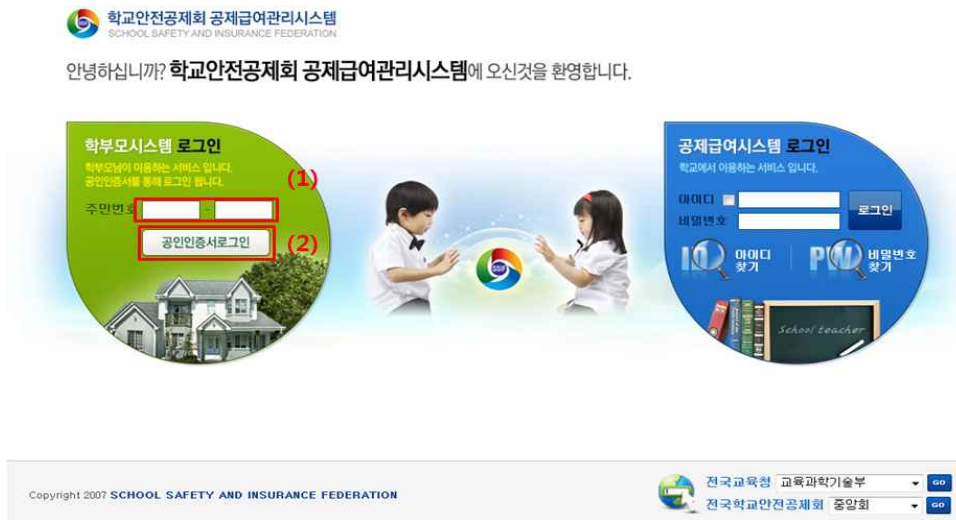 학교안전공제회 공제급여관리시스템
SCHOOL SAFETY AND INSURANCE FEDERATION
안녕하십니까? 학교안전공제회 공제급여관리시스템에 오신것을 환영합니다.
학부모시스템 로그인
학부모님이 이용하는 서비스 입니다.
공인인증서를 통해 로그인 됩니다.
(1)
주민번호 -
공인인증서로그인
(2)
SSIF
공제급여시스템 로그인
학교에서 이용하는 서비스 입니다.
아이디
비밀번호
로그인
ID 아이디 찾기
PW 비밀번호 찾기
School teacher
Copyright 2007 SCHOOL SAFETY AND INSURANCE FEDERATION
전국교육청 교육과학기술부 GO
전국학교안전공제회 중앙회 GO